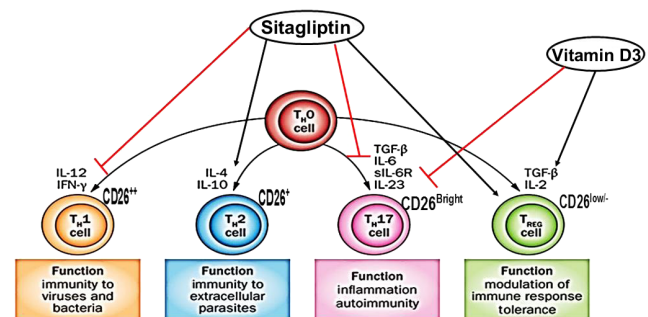 Sitagliptin
Vitamin D3
TH0
cell
IL-12
IFN-γ
CD26++
IL-4
IL-10
CD26+
TGF-β
IL-6
sIL-6R
IL-23
CD26Bright
TGF-β
IL-2
CD26low/-
TH1
cell
TH2
cell
TH17
cell
TREG
cell
Function
immunity to
viruses and
bacteria
Function
immunity to
extracellular
parasites
Function
inflammation
autoimmunity
Function
modulation of
immune response
tolerance